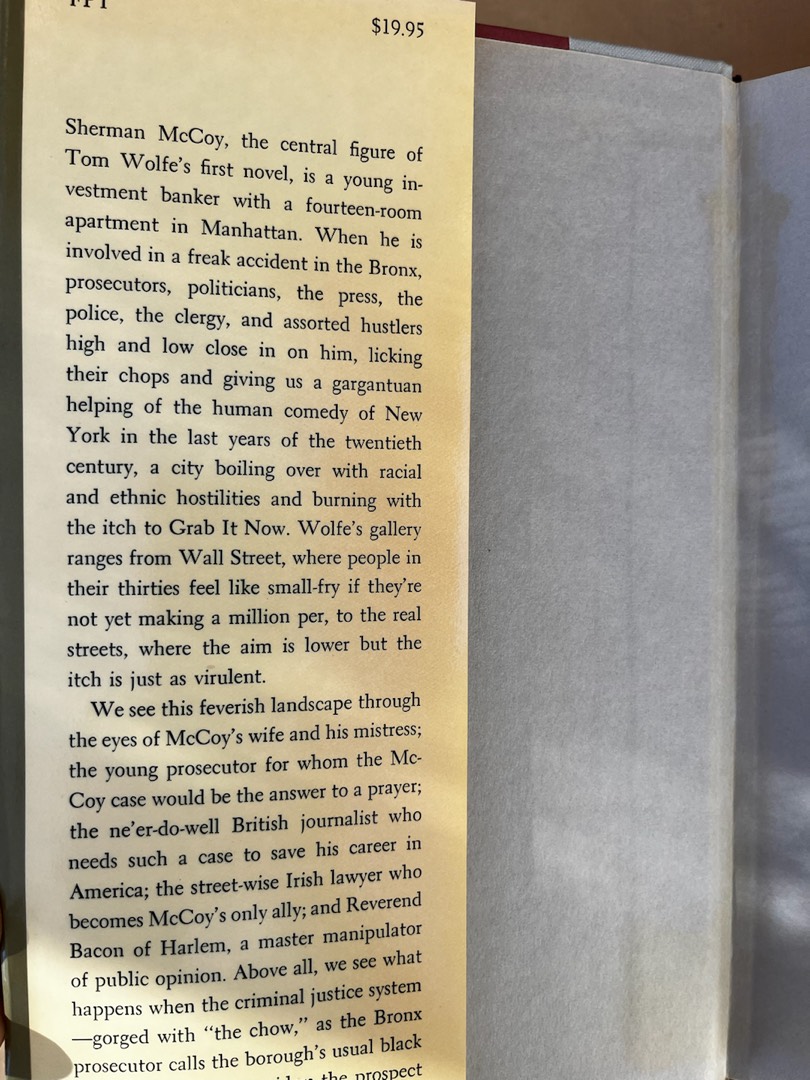 FPT
$19.95
Sherman McCoy, the central figure of
Tom Wolfe's first novel, is a young in-
vestment banker with a fourteen-room
apartment in Manhattan. When he is
involved in a freak accident in the Bronx,
prosecutors, politicians, the press, the
police, the clergy, and assorted hustlers
high and low close in on him, licking
their chops and giving us a gargantuan
helping of the human comedy of New
York in the last years of the twentieth
century, a city boiling over with racial
and ethnic hostilities and burning with
the itch to Grab It Now. Wolfe's gallery
ranges from Wall Street, where people in
their thirties feel like small-fry if they're
not yet making a million per, to the real
streets, where the aim is lower but the
itch is just as virulent.
We see this feverish landscape through
the eyes of McCoy's wife and his mistress;
the young prosecutor for whom the Mc-
Coy case would be the answer to a prayer;
the ne'er-do-well British journalist who
needs such a case to save his career in
America; the street-wise Irish lawyer who
becomes McCoy's only ally; and Reverend
Bacon of Harlem, a master manipulator
of public opinion. Above all, we see what
happens when the criminal justice system
—gorged with "the chow," as the Bronx
prosecutor calls the borough's usual black
the prospect